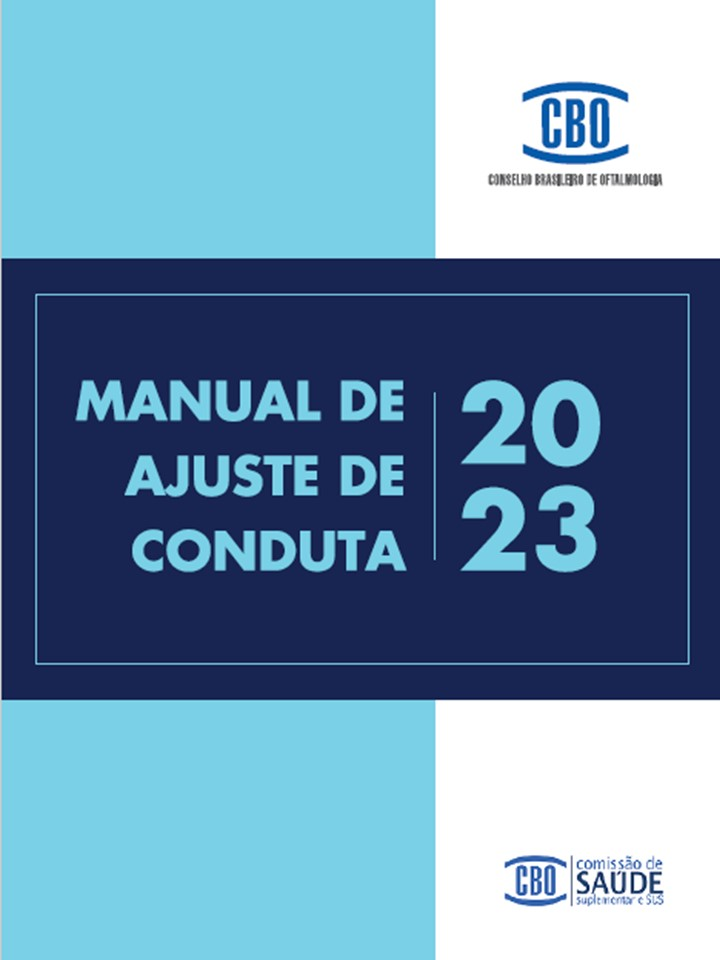 CBO
CONSELHO BRASILEIRO DE OFTALMOLOGIA
MANUAL DE
AJUSTE DE
CONDUTA
20
23
CBO
comissão de
SAÚDE
suplementar e SUS